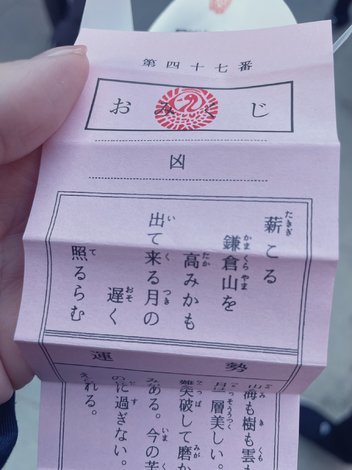 第四十七番
おみくじ
凶
薪こる
鎌倉山を
高みかも
出て来る月の
遅く
照るらむ
運勢
海も樹も雲も
層美しい。
突破して磨か
ある。今の苦
に過ぎない。
れる。